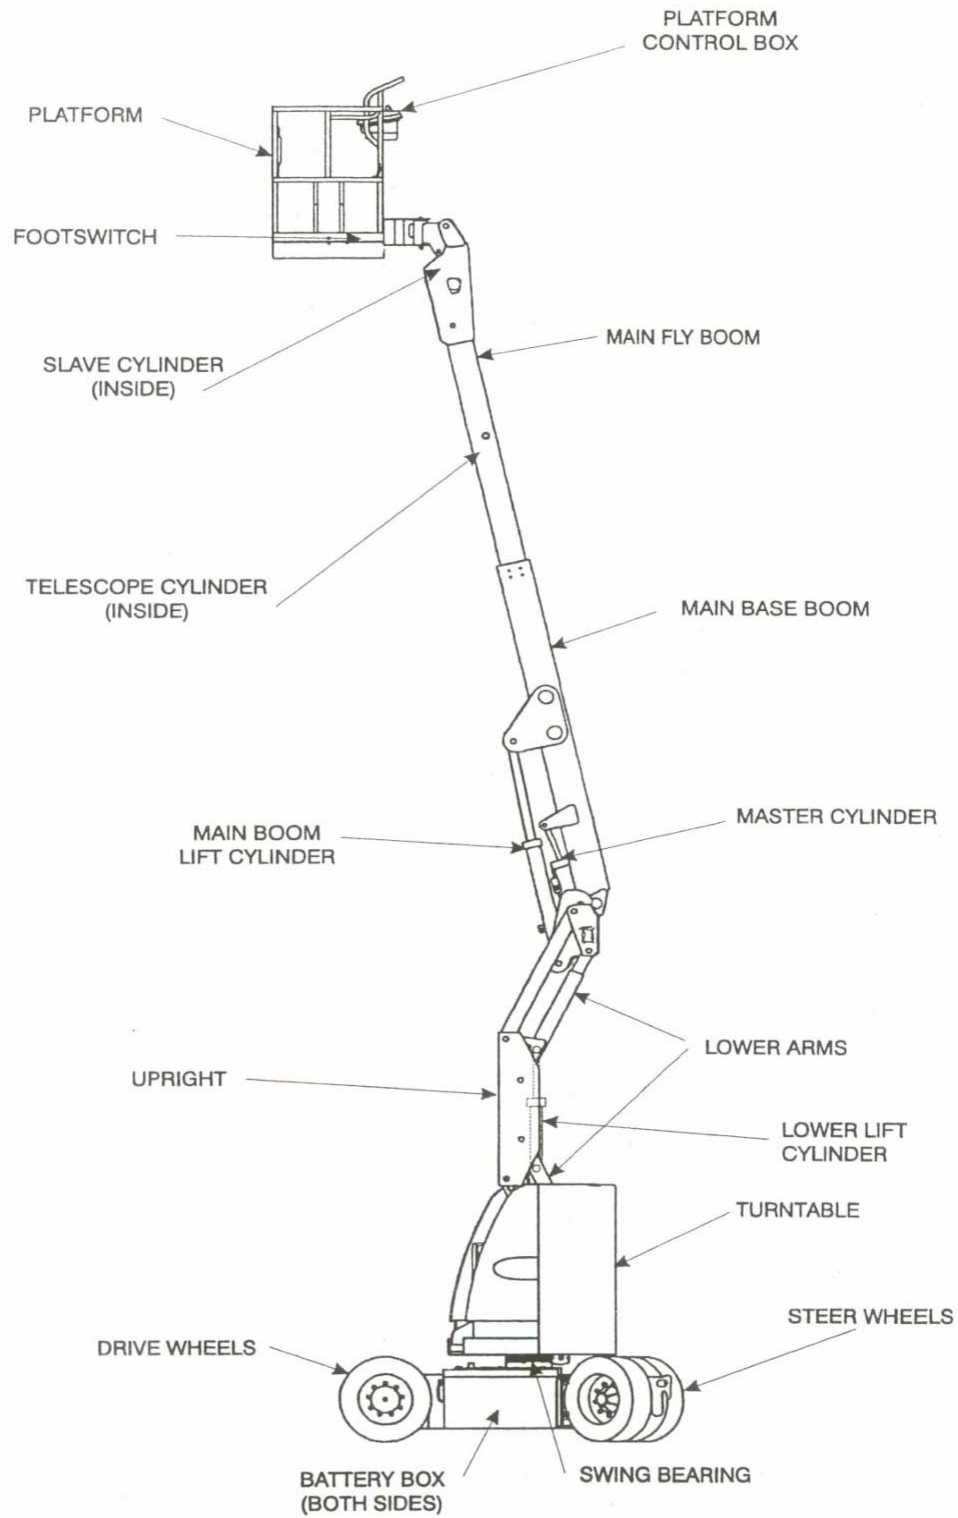 PLATFORM
CONTROL BOX
PLATFORM
FOOTSWITCH
SLAVE CYLINDER
(INSIDE)
MAIN FLY BOOM
TELESCOPE CYLINDER
(INSIDE)
MAIN BASE BOOM
MAIN BOOM
LIFT CYLINDER
MASTER CYLINDER
LOWER ARMS
UPRIGHT
LOWER LIFT
CYLINDER
TURNTABLE
STEER WHEELS
DRIVE WHEELS
BATTERY BOX
(BOTH SIDES)
SWING BEARING